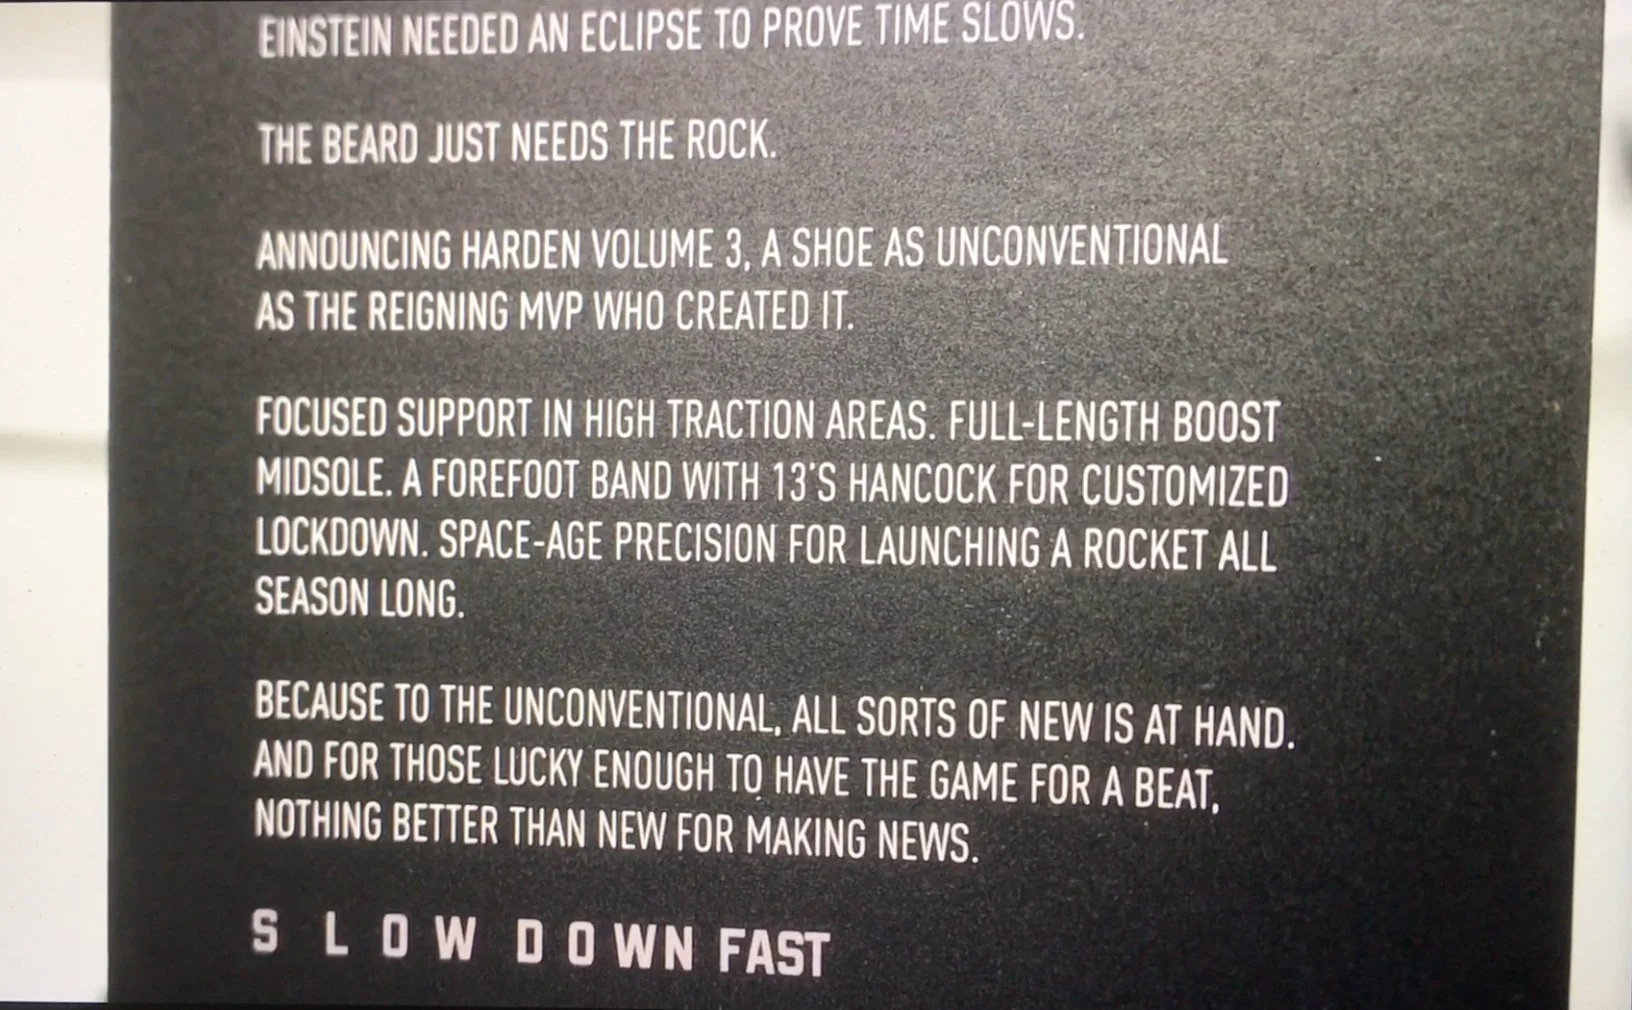 EINSTEIN NEEDED AN ECLIPSE TO PROVE TIME SLOWS.
THE BEARD JUST NEEDS THE ROCK.
ANNOUNCING HARDEN VOLUME 3, A SHOE AS UNCONVENTIONAL
AS THE REIGNING MVP WHO CREATED IT.
FOCUSED SUPPORT IN HIGH TRACTION AREAS. FULL-LENGTH BOOST
MIDSOLE. A FOREFOOT BAND WITH 13'S HANCOCK FOR CUSTOMIZED
LOCKDOWN. SPACE-AGE PRECISION FOR LAUNCHING A ROCKET ALL
SEASON LONG.
BECAUSE TO THE UNCONVENTIONAL, ALL SORTS OF NEW IS AT HAND.
AND FOR THOSE LUCKY ENOUGH TO HAVE THE GAME FOR A BEAT,
NOTHING BETTER THAN NEW FOR MAKING NEWS.
S L O W D O WN FAST